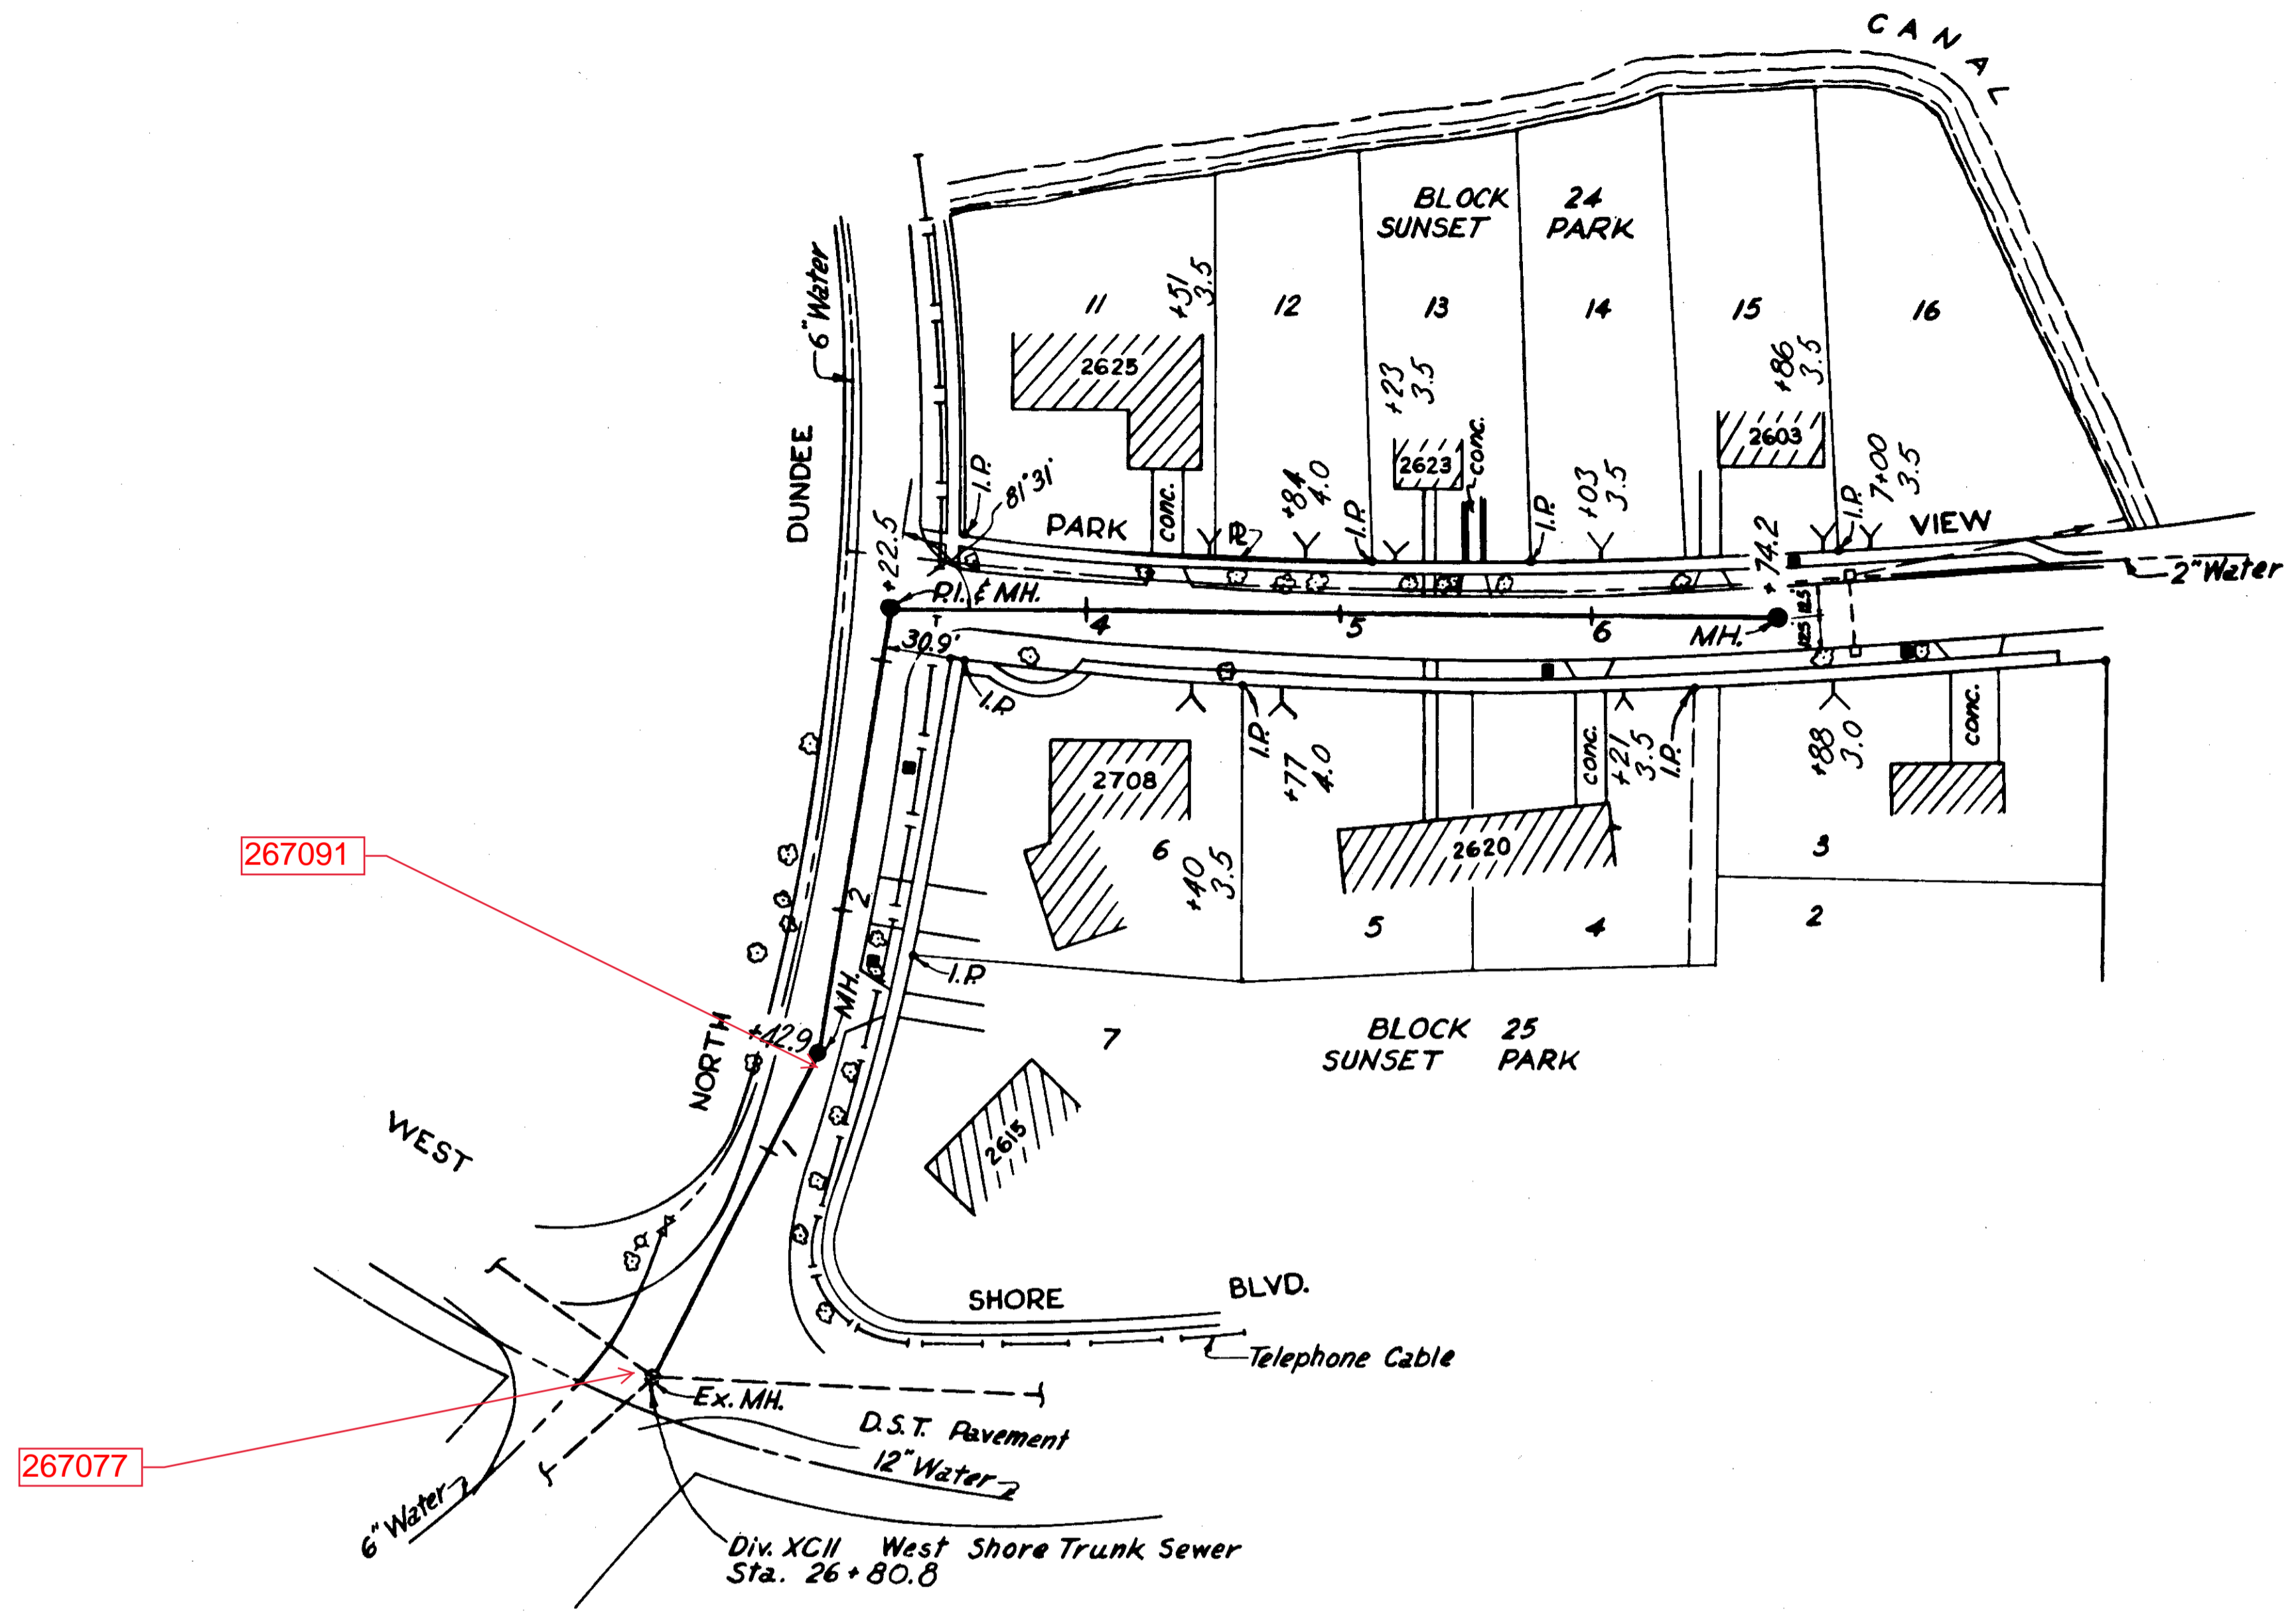 CANAL
BLOCK 24
SUNSET PARK
6" Water
11
+51
3.5
12
13
14
15
16
2625
+23
3.5
+86
3.5
2623
conc.
2603
DUNDEE
I.P.
81°31'
PARK
conc.
PL
+84
4.0
I.P.
I.P.
+03
3.5
+74.2
I.P.
7+00
3.5
VIEW
2" Water
+22.5
P.I. & MH.
4
5
6
MH.
12.5
12.5
30.9'
I.P.
I.P.
+77
4.0
conc.
+21
3.5
I.P.
+88
3.0
conc.
2708
6
+40
3.5
2620
3
267091
2
5
4
2
I.P.
MH.
+42.9
NORTH
7
BLOCK 25
SUNSET PARK
WEST
1
2615
SHORE BLVD.
Telephone Cable
Ex. MH.
D.S.T. Pavement
12" Water
267077
6" Water
Div. XCII West Shore Trunk Sewer
Sta. 26+80.8